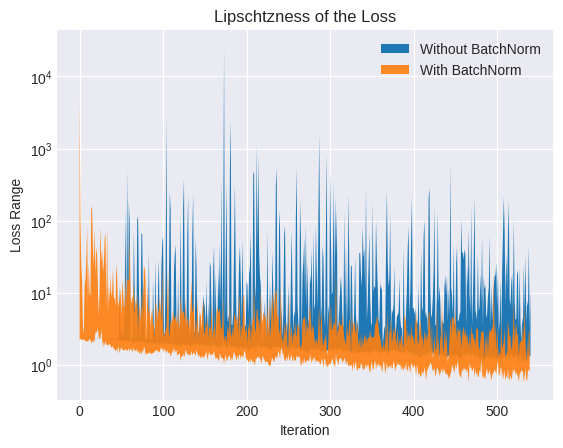 Lipschtzness of the Loss
Without BatchNorm
With BatchNorm
Loss Range
10⁴
10³
10²
10¹
10⁰
0 100 200 300 400 500
Iteration